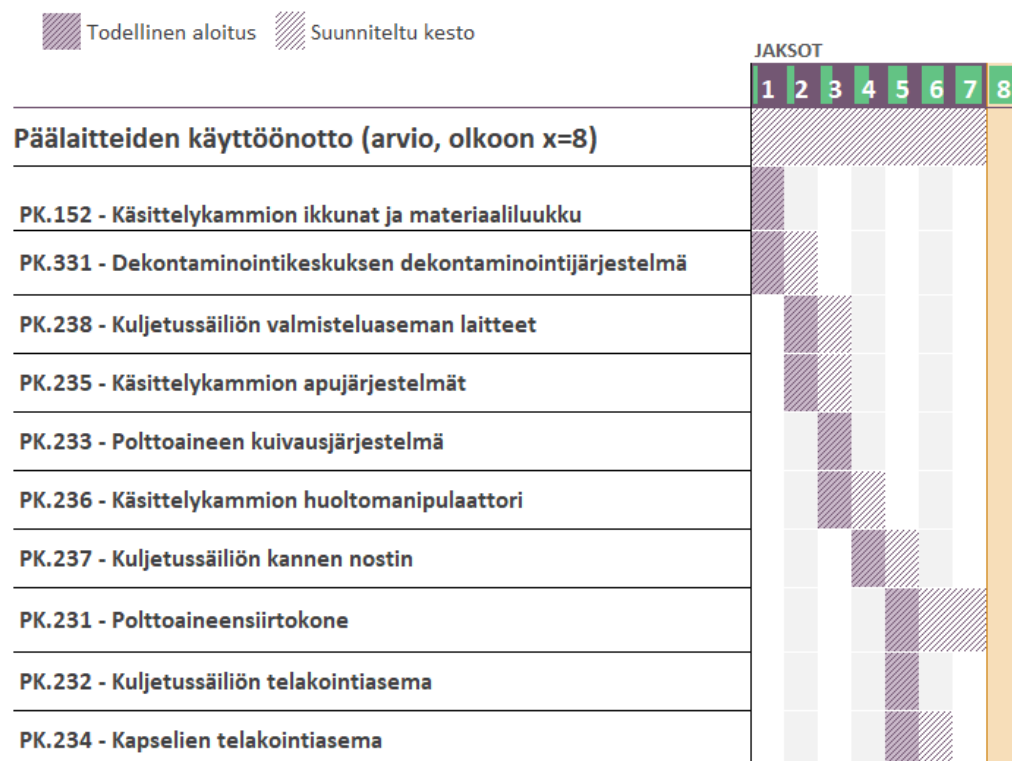 Todellinen aloitus Suunniteltu kesto
JAKSOT
1 2 3 4 5 6 7 8
Päälaitteiden käyttöönotto (arvio, olkoon x=8)
PK.152 - Käsittelykammion ikkunat ja materiaaliluukku
PK.331 - Dekontaminointikeskuksen dekontaminointijärjestelmä
PK.238 - Kuljetussäiliön valmisteluaseman laitteet
PK.235 - Käsittelykammion apujärjestelmät
PK.233 - Polttoaineen kuivausjärjestelmä
PK.236 - Käsittelykammion huoltomanipulaattori
PK.237 - Kuljetussäiliön kannen nostin
PK.231 - Polttoaineensiirtokone
PK.232 - Kuljetussäiliön telakointiasema
PK.234 - Kapselien telakointiasema